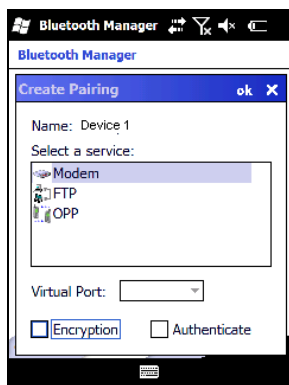 Bluetooth Manager
Bluetooth Manager
Create Pairing ok
Name: Device 1
Select a service:
Modem
FTP
OPP
Virtual Port:
Encryption Authenticate